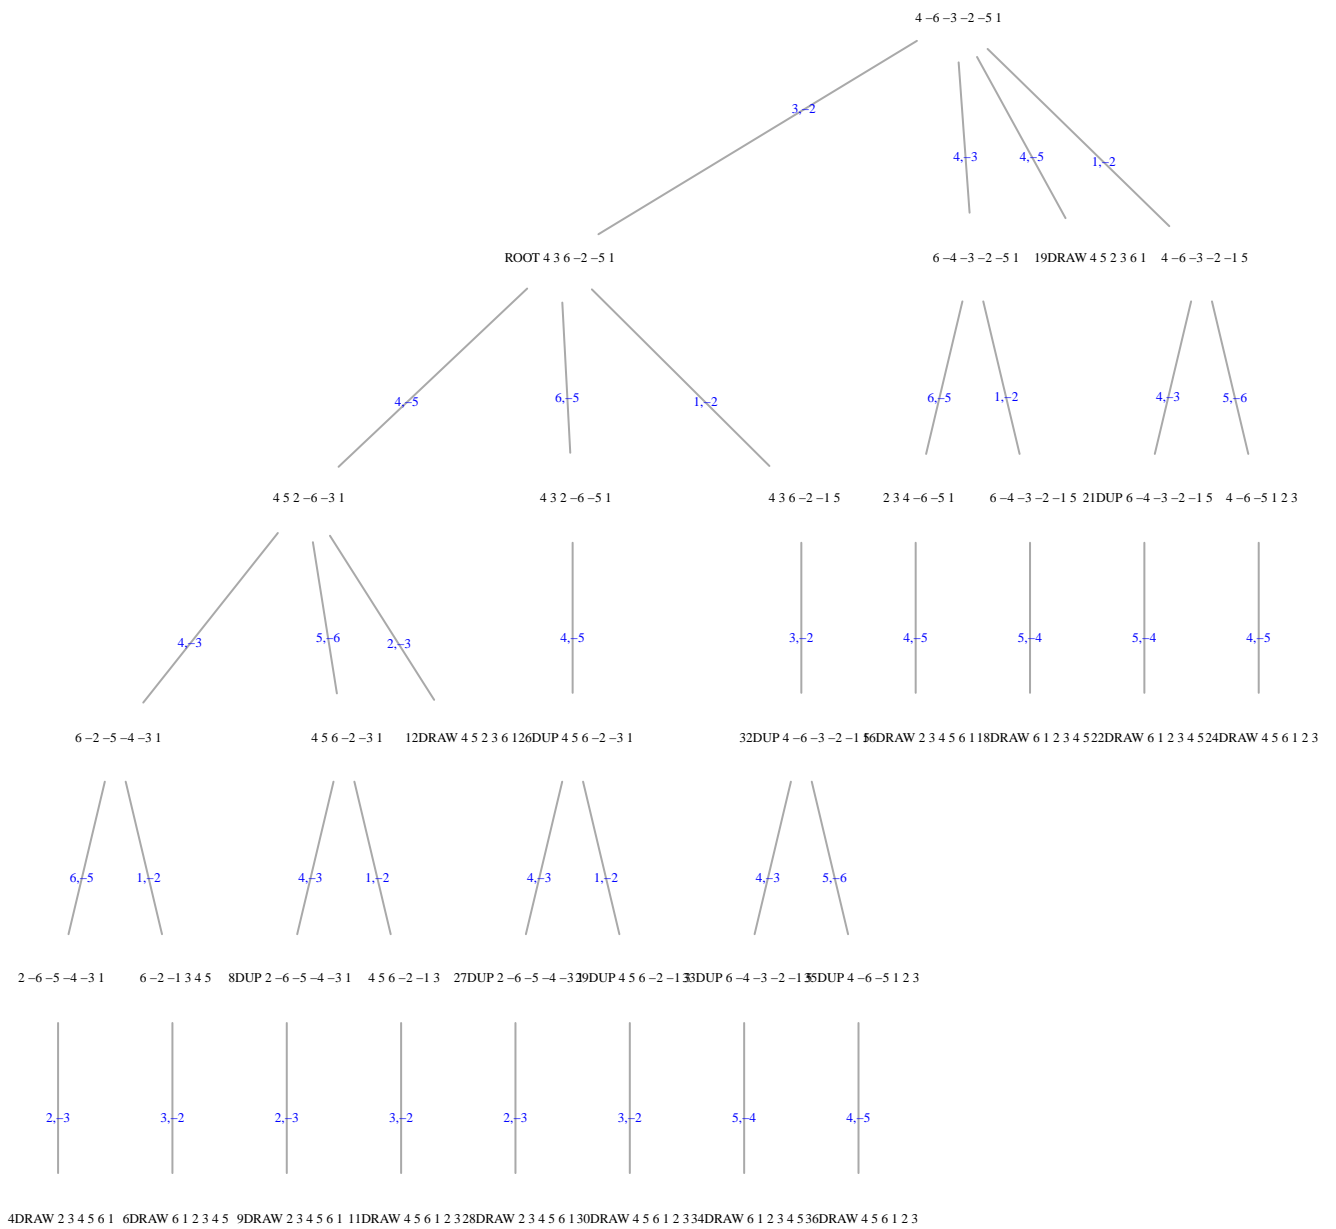 4 −6 −3 −2 −5 1
3,−2
4,−3
4,−5
1,−2
ROOT 4 3 6 −2 −5 1
6 −4 −3 −2 −5 1
19DRAW 4 5 2 3 6 1
4 −6 −3 −2 −1 5
4,−5
6,−5
1,−2
6,−5
1,−2
4,−3
5,−6
4 5 2 −6 −3 1
4 3 2 −6 −5 1
4 3 6 −2 −1 5
2 3 4 −6 −5 1
6 −4 −3 −2 −1 5
21DUP 6 −4 −3 −2 −1 5
4 −6 −5 1 2 3
4,−3
5,−6
2,−3
4,−5
3,−2
4,−5
5,−4
5,−4
4,−5
6 −2 −5 −4 −3 1
4 5 6 −2 −3 1
12DRAW 4 5 2 3 6 1
26DUP 4 5 6 −2 −3 1
32DUP 4 −6 −3 −2 −1 5
16DRAW 2 3 4 5 6 1
18DRAW 6 1 2 3 4 5
22DRAW 6 1 2 3 4 5
24DRAW 4 5 6 1 2 3
6,−5
1,−2
4,−3
1,−2
4,−3
1,−2
4,−3
5,−6
2 −6 −5 −4 −3 1
6 −2 −1 3 4 5
8DUP 2 −6 −5 −4 −3 1
4 5 6 −2 −1 3
27DUP 2 −6 −5 −4 −3 1
29DUP 4 5 6 −2 −1 3
33DUP 6 −4 −3 −2 −1 5
35DUP 4 −6 −5 1 2 3
2,−3
3,−2
2,−3
3,−2
2,−3
3,−2
5,−4
4,−5
4DRAW 2 3 4 5 6 1
6DRAW 6 1 2 3 4 5
9DRAW 2 3 4 5 6 1
11DRAW 4 5 6 1 2 3
28DRAW 2 3 4 5 6 1
30DRAW 4 5 6 1 2 3
34DRAW 6 1 2 3 4 5
36DRAW 4 5 6 1 2 3